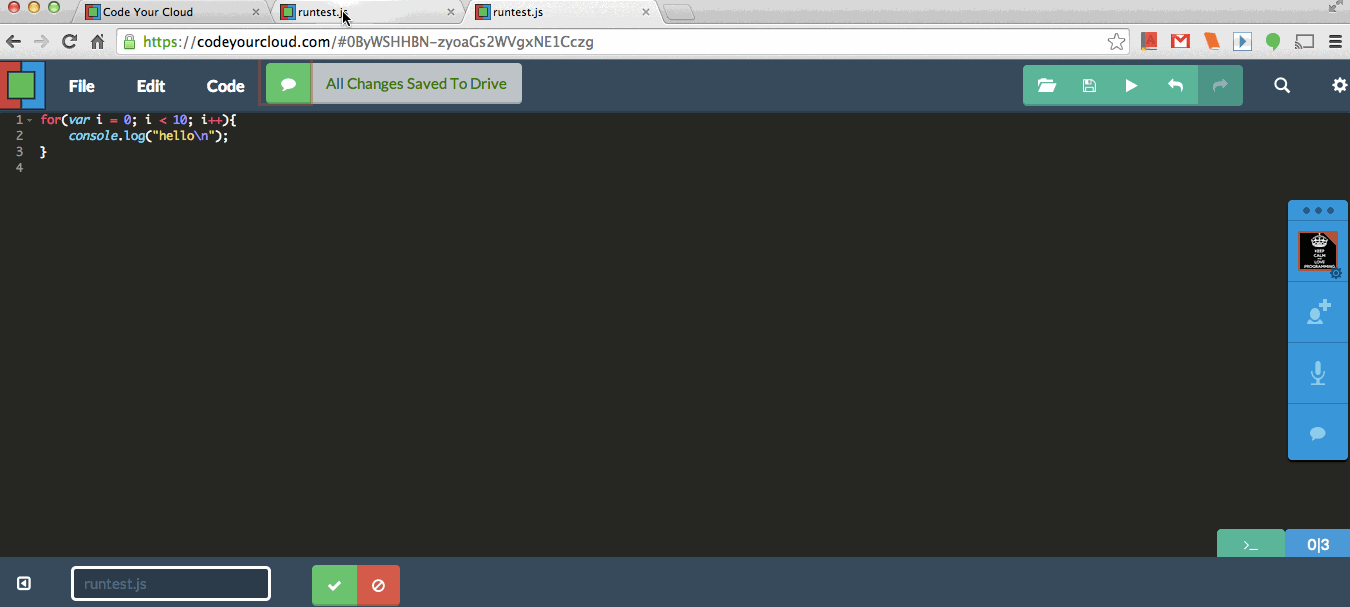 Code Your Cloud
runtest.js
runtest.js
https://codeyourcloud.com/#0ByWSHHBN-zyoaGs2WVgxNE1Cczg
File Edit Code All Changes Saved To Drive
1 for(var i = 0; i < 10; i++){
2 console.log("hello\n");
3 }
4
KEEP
CALM
LOVE
PROGRAMMING
>_ 0|3
runtest.js